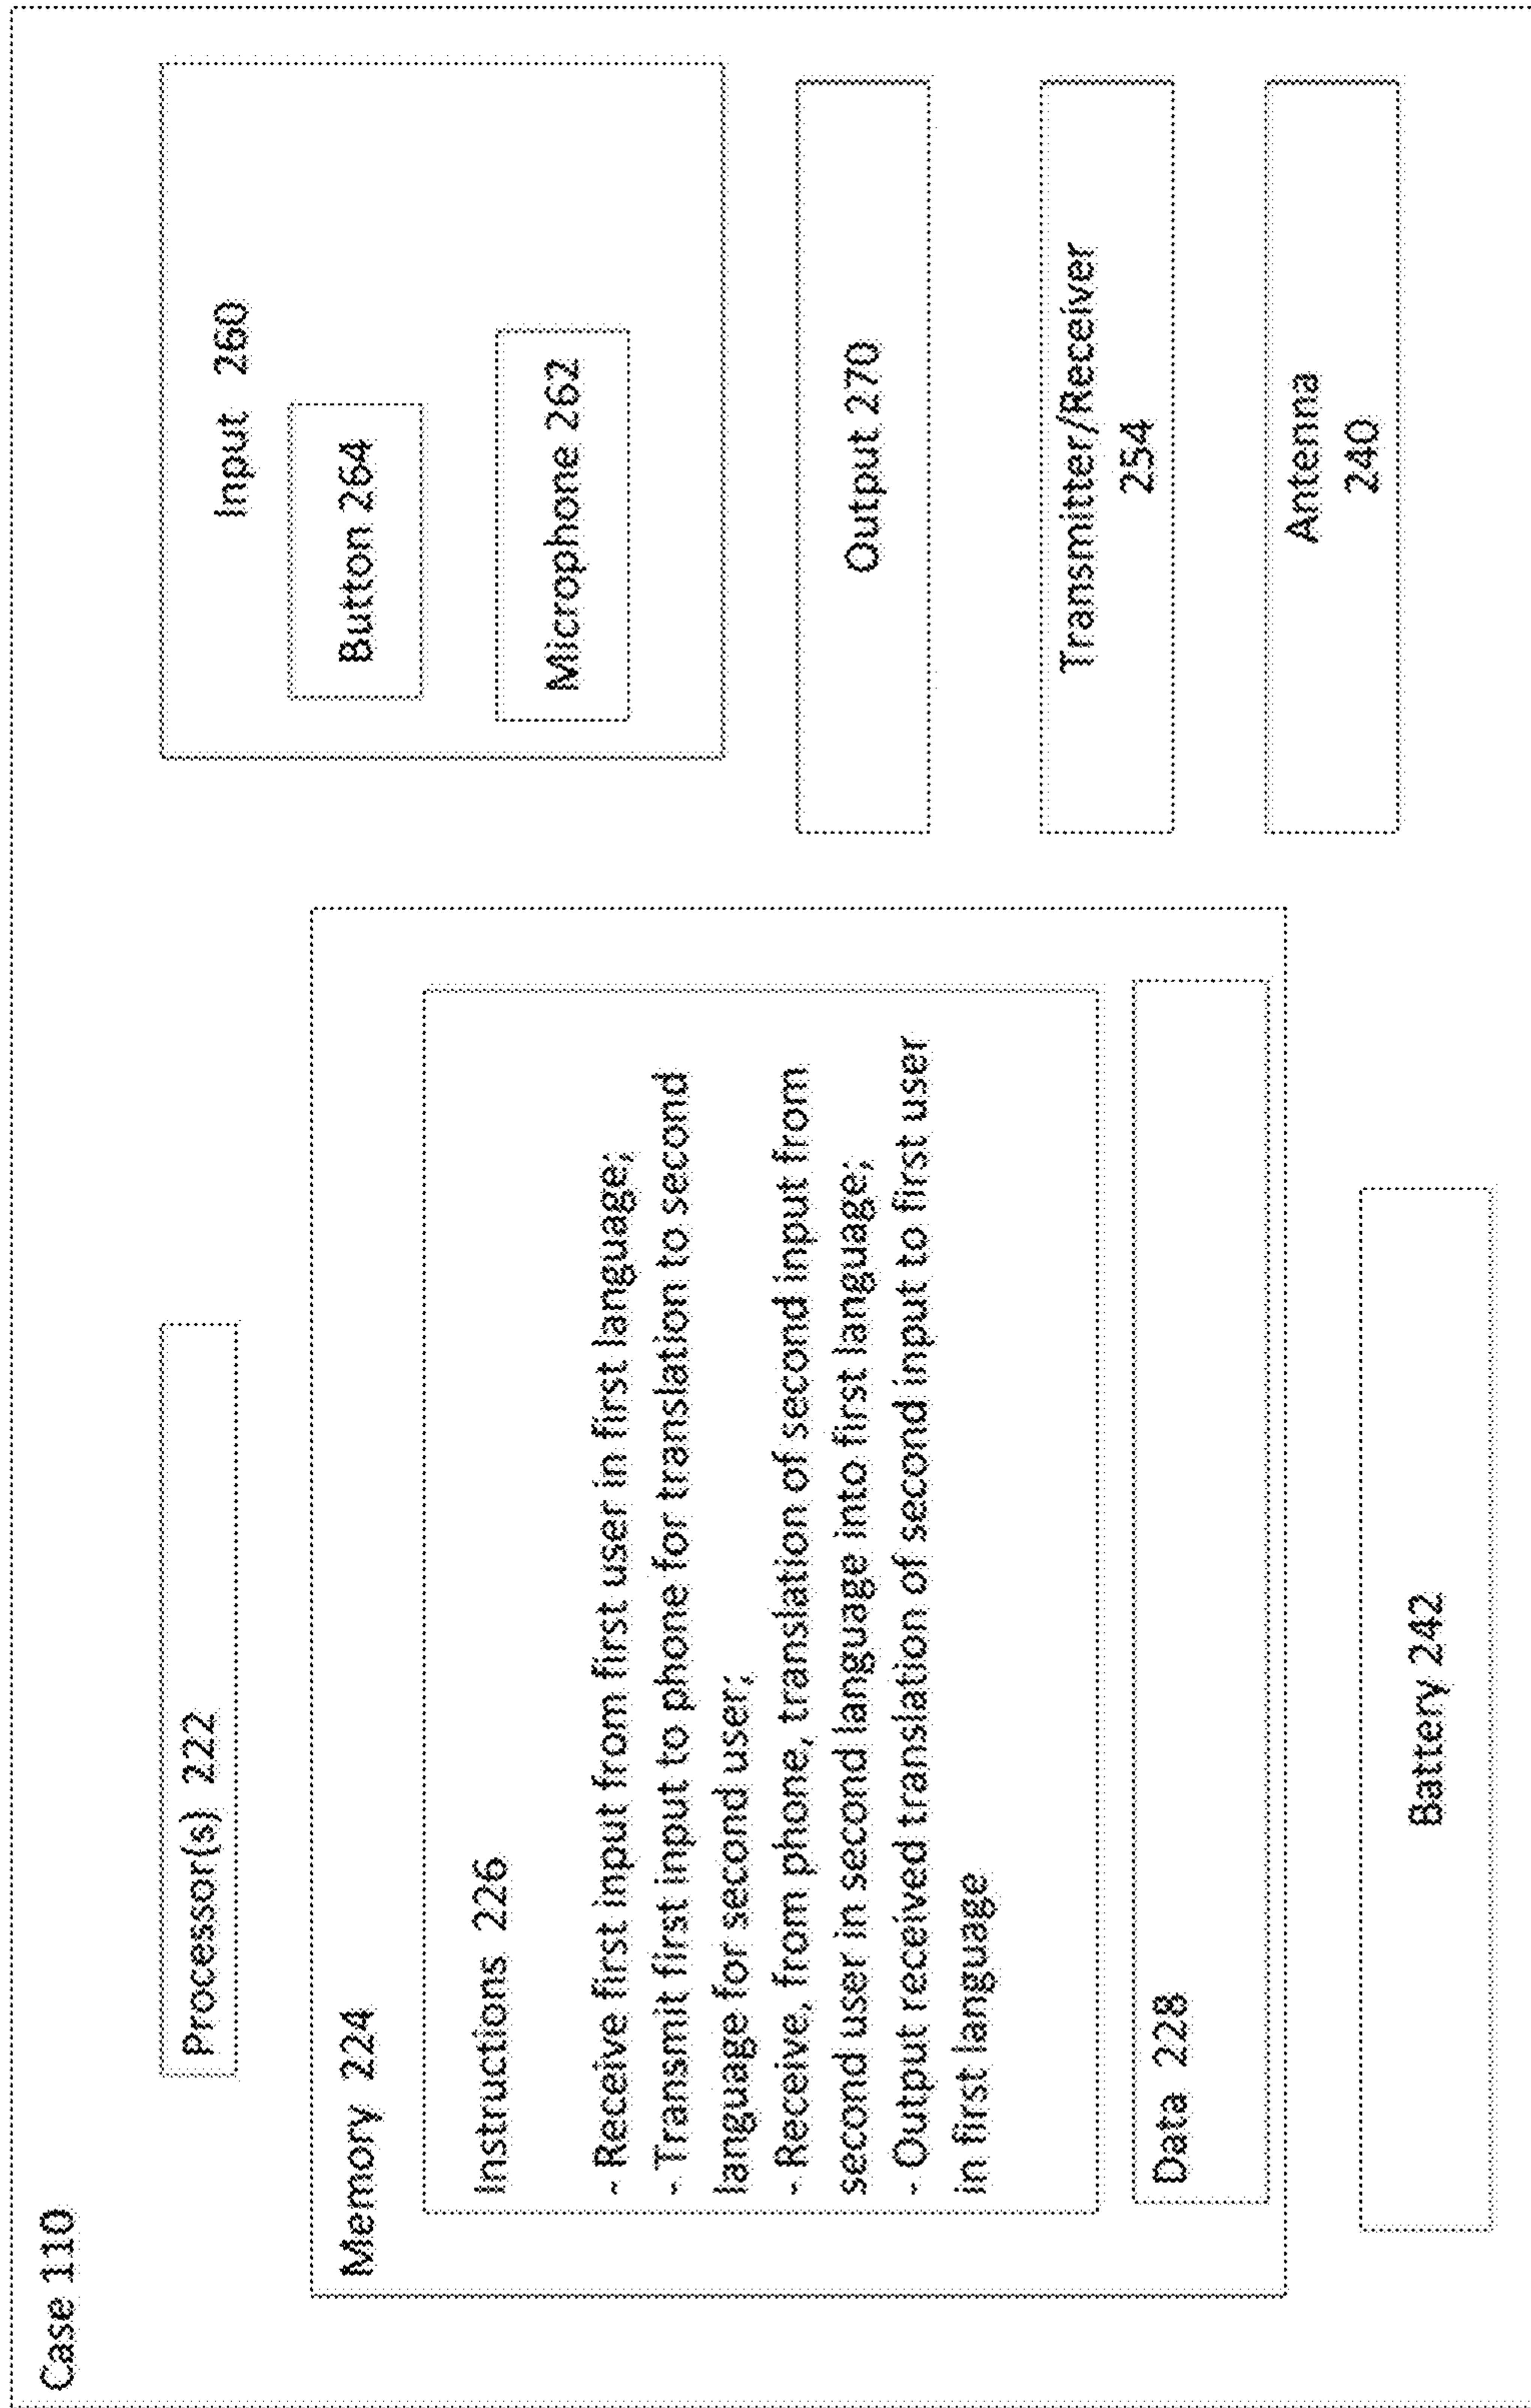 Case 110
Processor(s) 222
Memory 224
Instructions 226
- Receive first input from first user in first language;
- Transmit first input to phone for translation to second
language for second user;
- Receive, from phone, translation of second input from
second user in second language into first language;
- Output received translation of second input to first user
in first language
Data 228
Battery 242
Input 260
Button 264
Microphone 262
Output 270
Transmitter/Receiver
254
Antenna
240